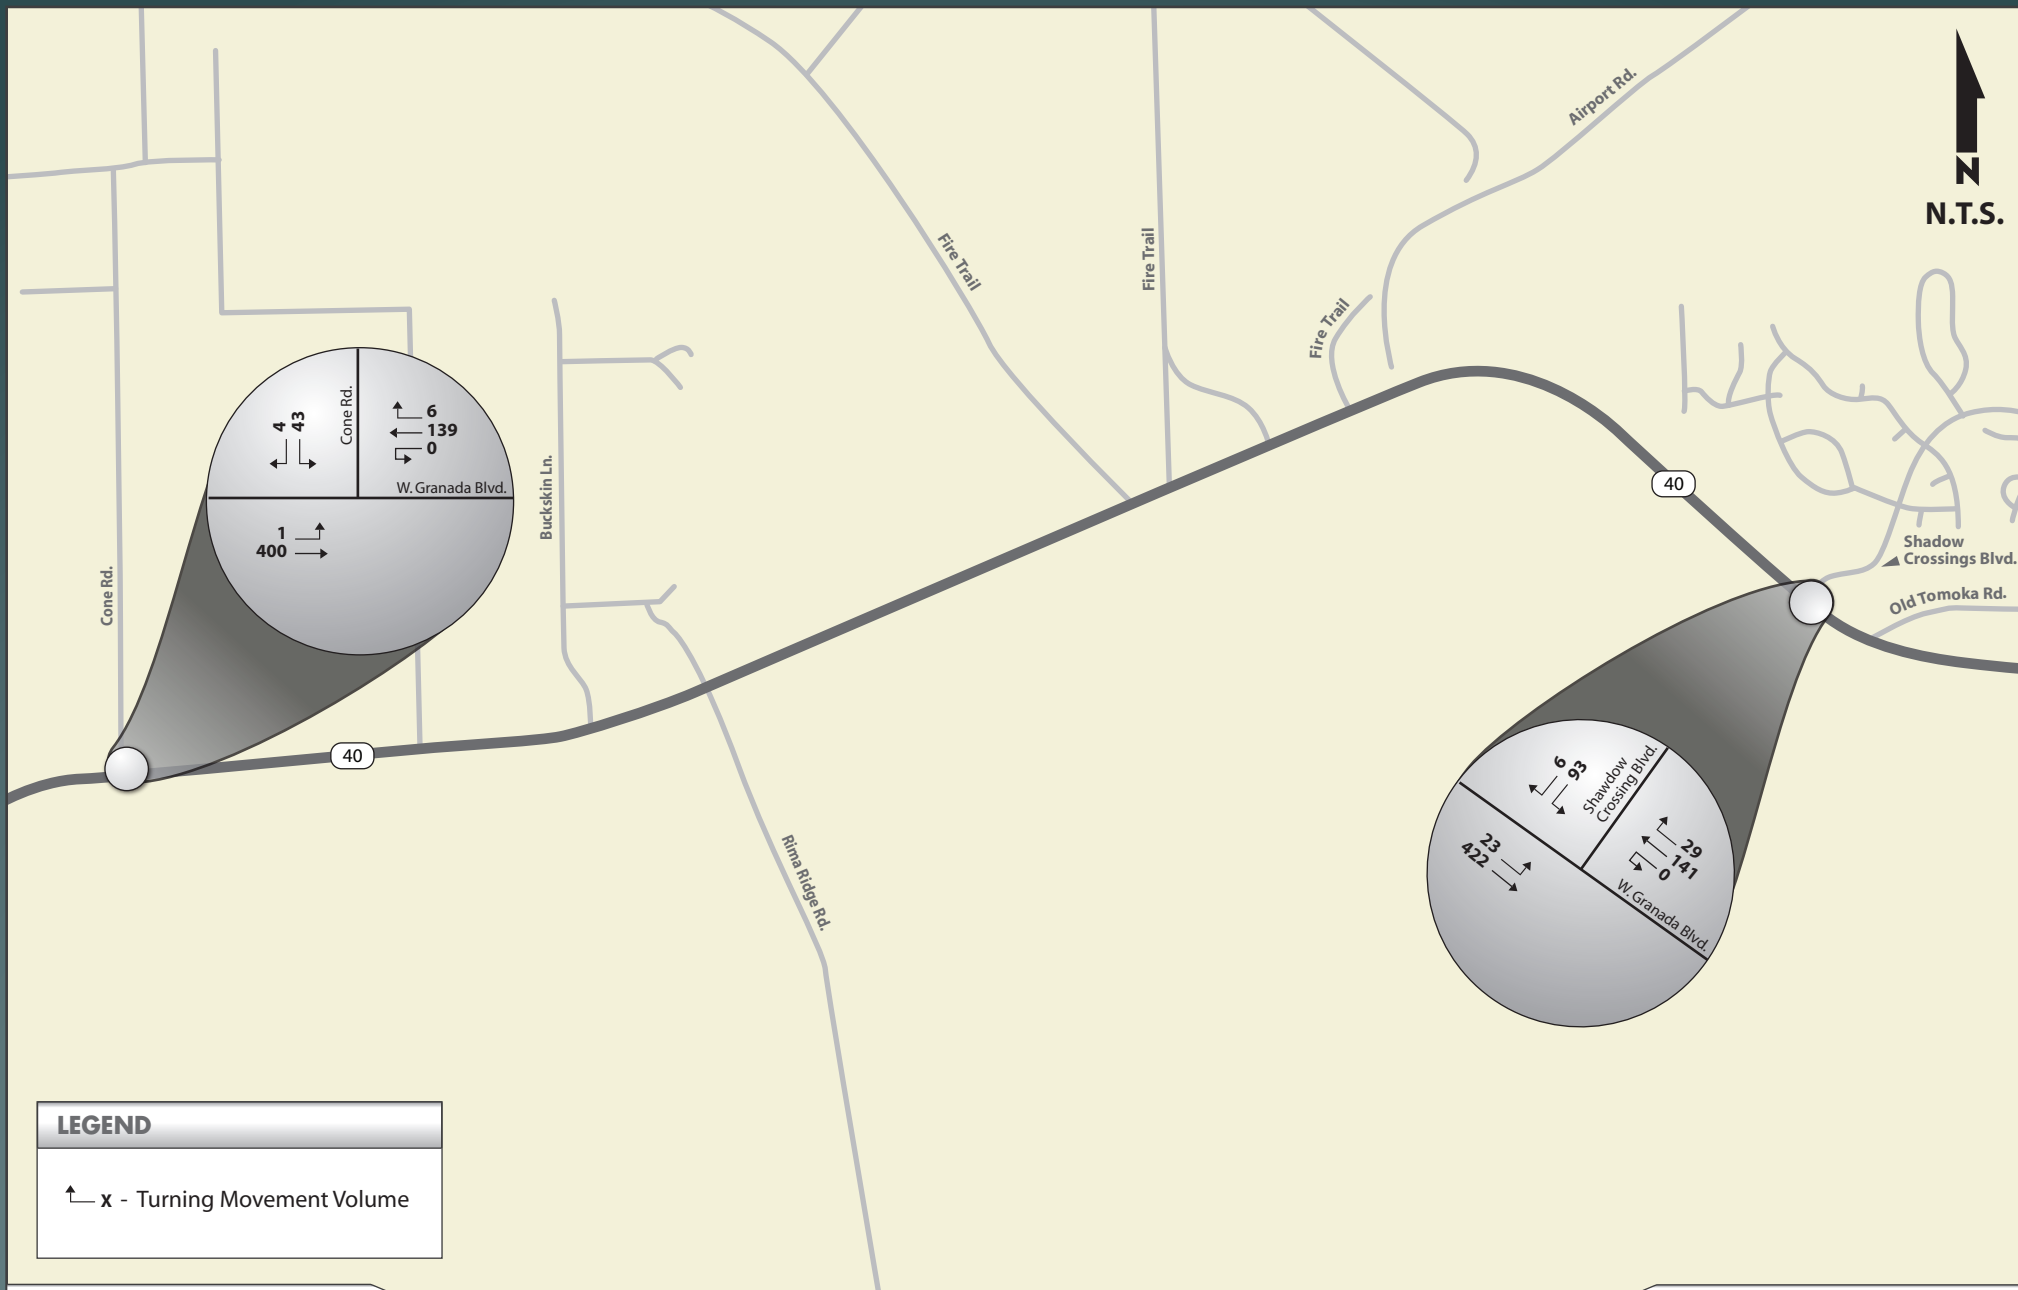 Airport Rd.
N
N.T.S.
Fire Trail
Fire Trail
Fire Trail
4
43
Cone Rd.
6
139
0
W. Granada Blvd.
1
400
Buckskin Ln.
Cone Rd.
40
40
Shadow
Crossings Blvd.
Old Tomoka Rd.
6
93
Shawdow
Crossing Blvd.
23
422
29
141
0
W. Granada Blvd.
Rima Ridge Rd.
LEGEND
x - Turning Movement Volume